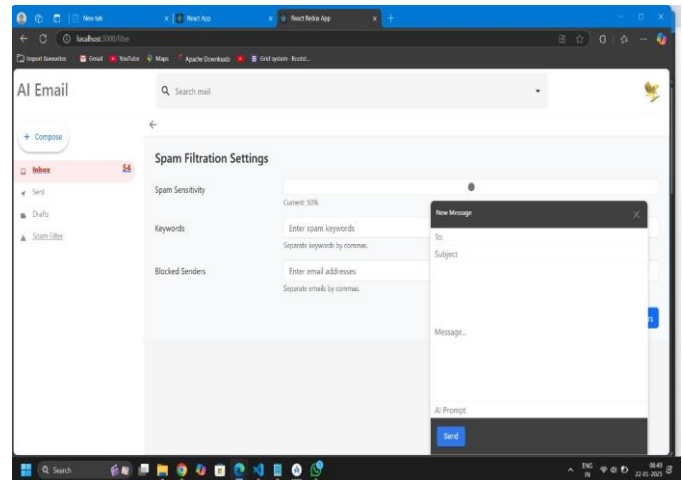 New tab
React App
React Redux App
localhost:3000/filter
Import favourites
Gmail
YouTube
Maps
Apache Downloads
Grid system · Bootst...
AI Email
Search mail
+ Compose
Spam Filtration Settings
Inbox
54
Spam Sensitivity
Current: 50%
Sent
Drafts
Keywords
Enter spam keywords
Separate keywords by commas.
Spam Filter
Blocked Senders
Enter email addresses
Separate emails by commas.
rs
New Message
X
To:
Subject
Message...
AI Prompt
Send
Search
ENG
IN
08:49
22-01-2025